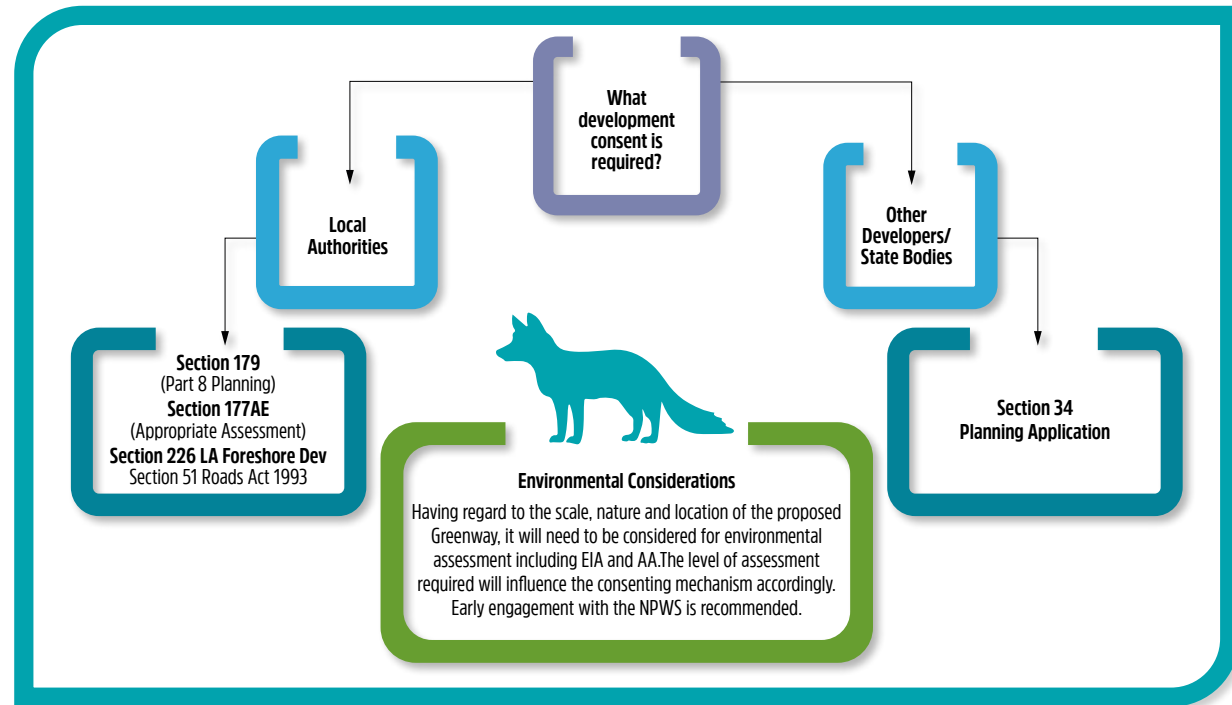 What
development
consent is
required?
Local
Authorities
Other
Developers/
State Bodies
Section 179
(Part 8 Planning)
Section 177AE
(Appropriate Assessment)
Section 226 LA Foreshore Dev
Section 51 Roads Act 1993
Section 34
Planning Application
Environmental Considerations
Having regard to the scale, nature and location of the proposed
Greenway, it will need to be considered for environmental
assessment including EIA and AA.The level of assessment
required will influence the consenting mechanism accordingly.
Early engagement with the NPWS is recommended.